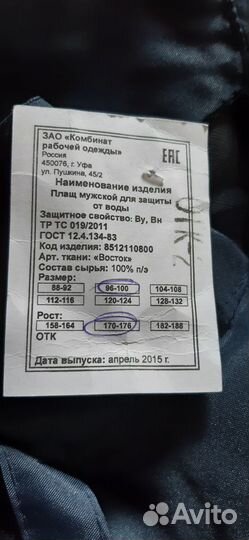 ЗАО «Комбинат
рабочей одежды»
Россия
450076, г. Уфа
ул. Пушкина, 45/2
EAC
Наименование изделия
Плащ мужской для защиты
от воды
Защитное свойство: Ву, Вн
ТР ТС 019/2011
ГОСТ 12.4.134-83
Код изделия: 8512110800
Арт. ткани: «Восток»
Состав сырья: 100% п/э
Размер:
88-92 96-100 104-108
112-116 120-124 128-132
Рост:
158-164 170-176 182-188
ОТК
Дата выпуска: апрель 2015 г.
Avito